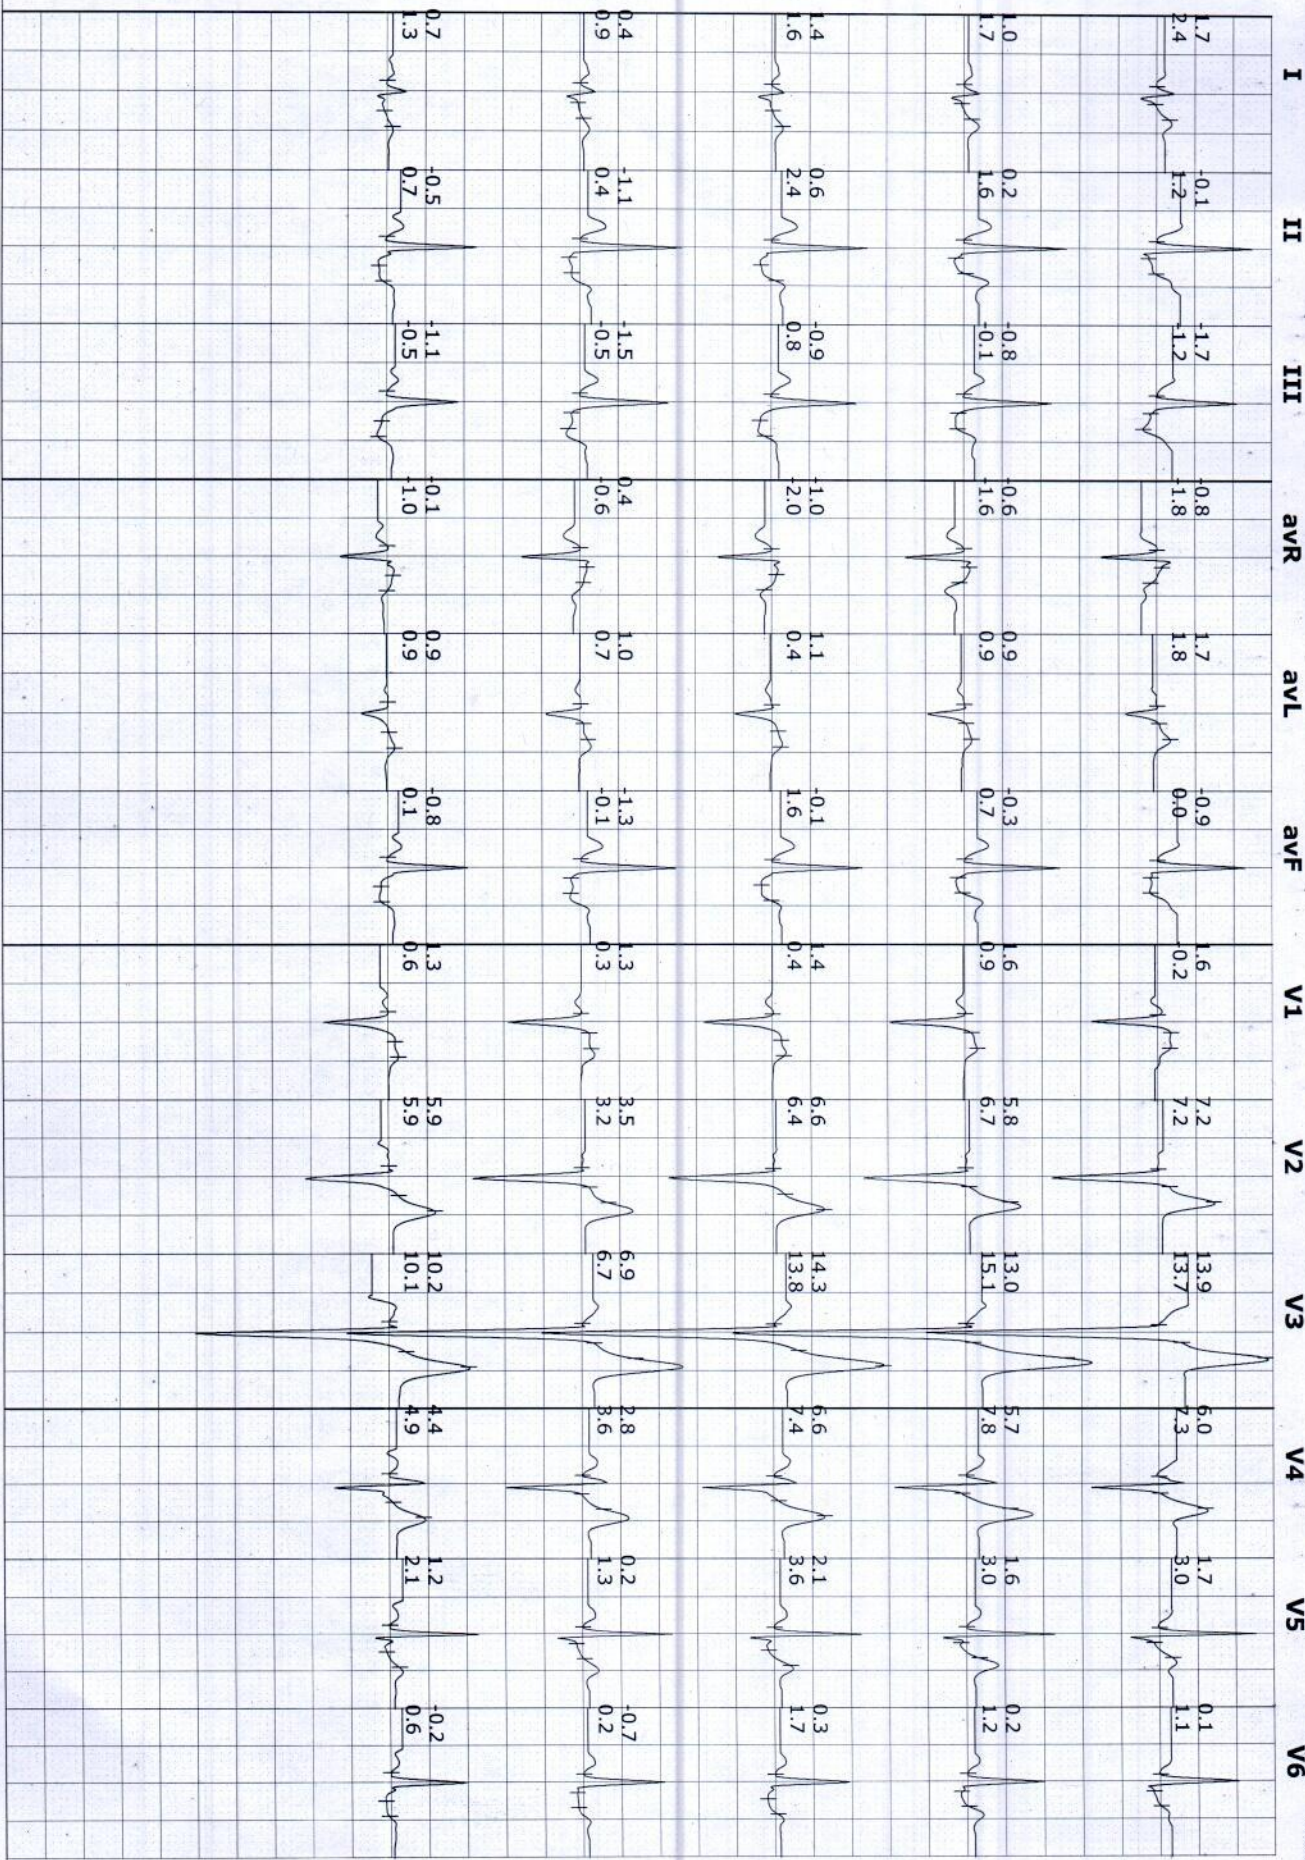 I II III avR avL avF V1 V2 V3 V4 V5 V6
1.7 -0.1 -1.7 -0.8 1.7 -0.9 1.6 7.2 13.9 6.0 1.7 0.1
2.4 1.2 -1.2 -1.8 1.8 0.0 -0.2 7.2 13.7 7.3 3.0 1.1
1.0 0.2 -0.8 -0.6 0.9 -0.3 1.6 5.8 13.0 5.7 1.6 0.2
1.7 1.6 -0.1 -1.6 0.9 0.7 0.9 6.7 15.1 7.8 3.0 1.2
1.4 0.6 -0.9 -1.0 1.1 -0.1 1.4 6.6 14.3 6.6 2.1 0.3
1.6 2.4 0.8 -2.0 0.4 1.6 0.4 6.4 13.8 7.4 3.6 1.7
0.4 -1.1 -1.5 0.4 1.0 -1.3 1.3 3.5 6.9 2.8 0.2 -0.7
0.9 0.4 -0.5 -0.6 0.7 -0.1 0.3 3.2 6.7 3.6 1.3 0.2
0.7 -0.5 -1.1 -0.1 0.9 -0.8 1.3 5.9 10.2 4.4 1.2 -0.2
1.3 0.7 -0.5 -1.0 0.9 0.1 0.6 5.9 10.1 4.9 2.1 0.6